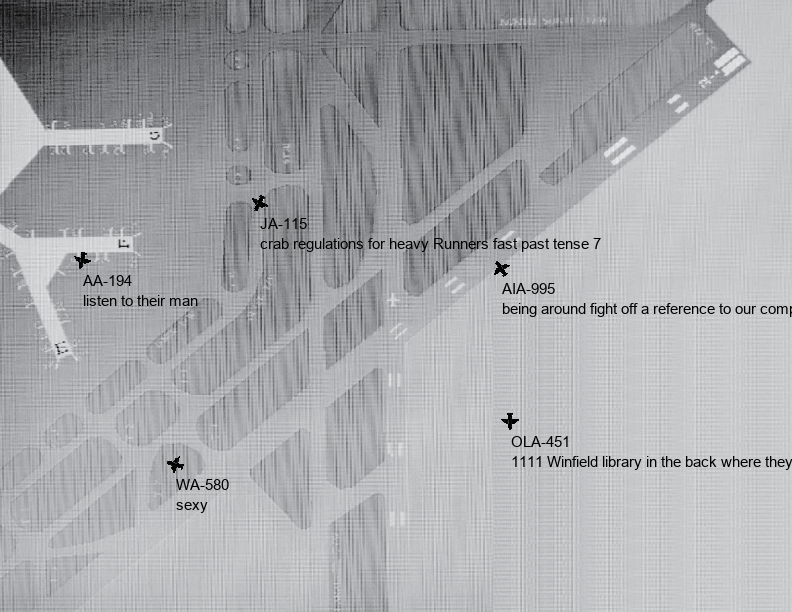 G
F
JA-115
crab regulations for heavy Runners fast past tense 7
AA-194
listen to their man
AIA-995
being around fight off a reference to our comp
E
OLA-451
1111 Winfield library in the back where they
WA-580
sexy